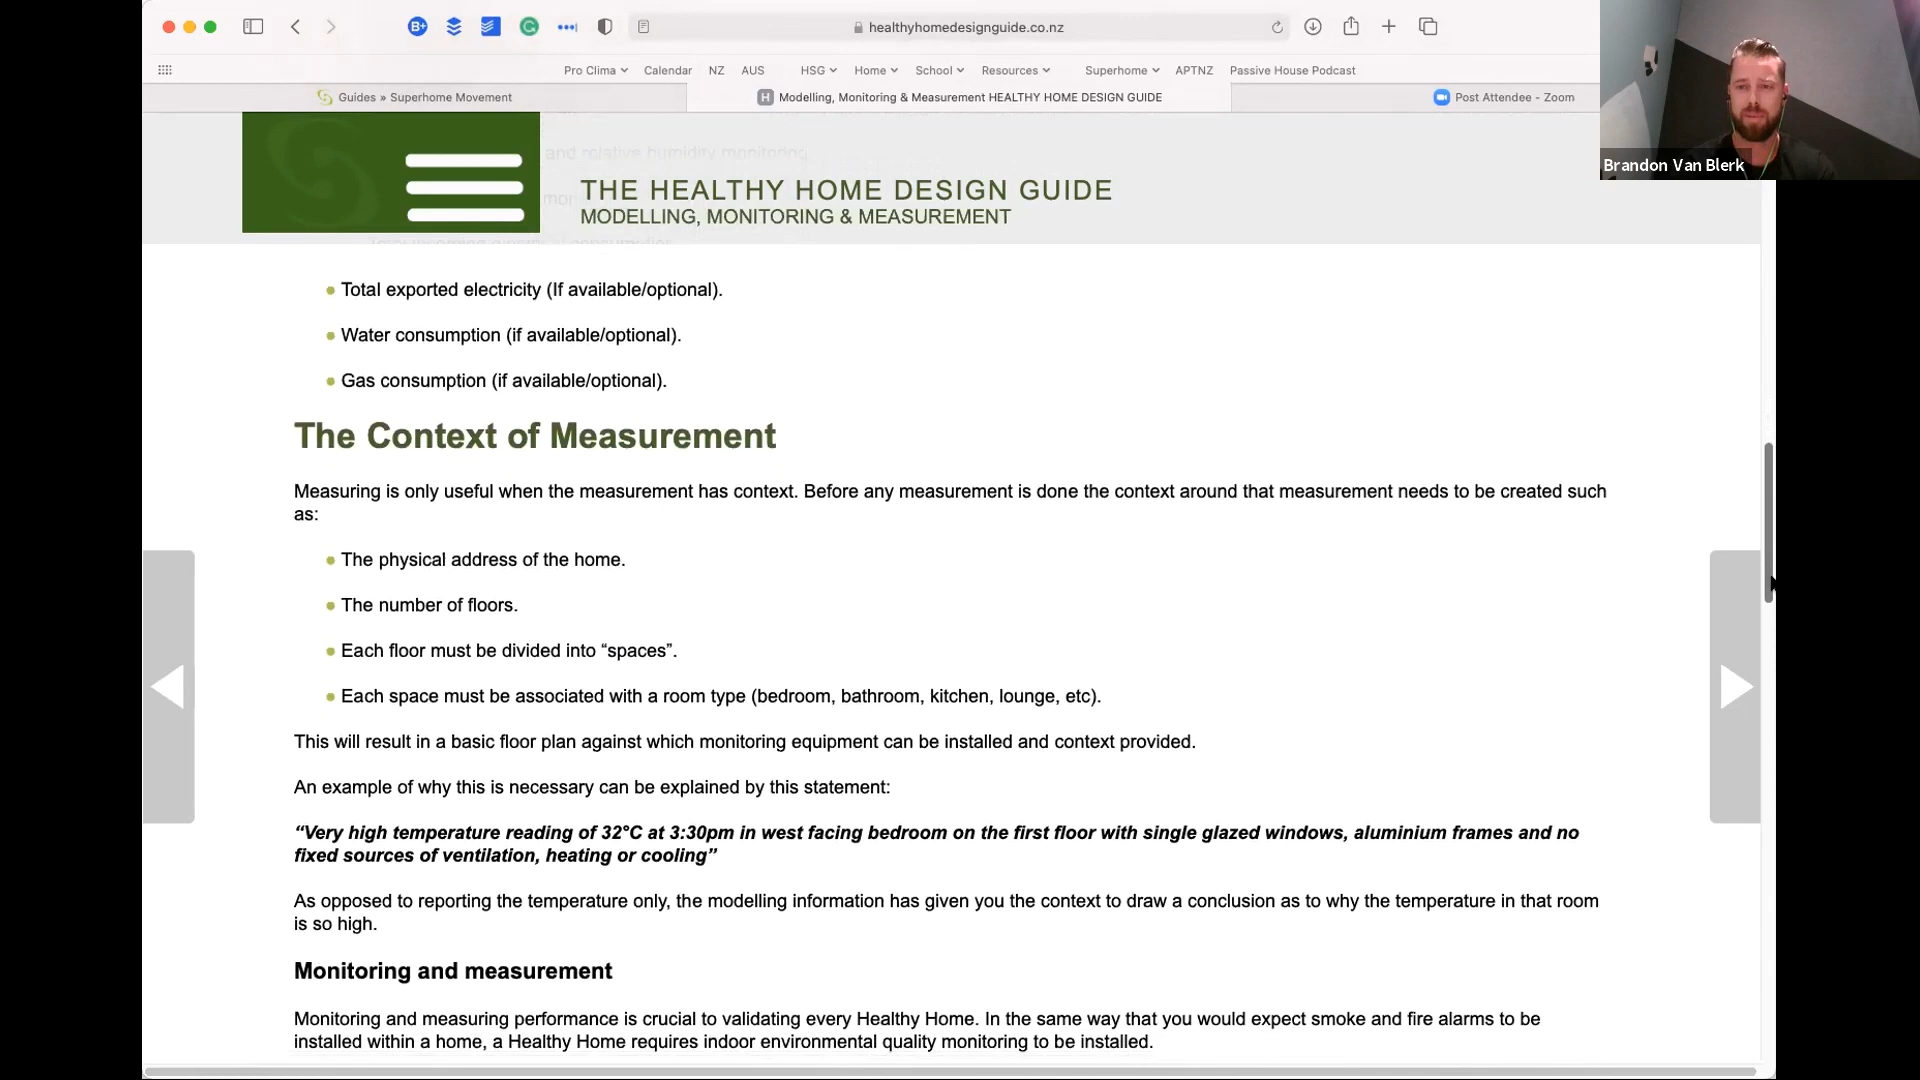 healthyhomedesignguide.co.nz
Pro Clima Calendar NZ AUS HSG Home School Resources Superhome APTNZ Passive House Podcast
Guides » Superhome Movement
H Modelling, Monitoring & Measurement HEALTHY HOME DESIGN GUIDE
Post Attendee - Zoom
Brandon Van Blerk
and relative humidity monitoring
THE HEALTHY HOME DESIGN GUIDE
MODELLING, MONITORING & MEASUREMENT
Total exported electricity (If available/optional).
Water consumption (if available/optional).
Gas consumption (if available/optional).
The Context of Measurement
Measuring is only useful when the measurement has context. Before any measurement is done the context around that measurement needs to be created such
as:
The physical address of the home.
The number of floors.
Each floor must be divided into “spaces”.
Each space must be associated with a room type (bedroom, bathroom, kitchen, lounge, etc).
This will result in a basic floor plan against which monitoring equipment can be installed and context provided.
An example of why this is necessary can be explained by this statement:
“Very high temperature reading of 32°C at 3:30pm in west facing bedroom on the first floor with single glazed windows, aluminium frames and no
fixed sources of ventilation, heating or cooling”
As opposed to reporting the temperature only, the modelling information has given you the context to draw a conclusion as to why the temperature in that room
is so high.
Monitoring and measurement
Monitoring and measuring performance is crucial to validating every Healthy Home. In the same way that you would expect smoke and fire alarms to be
installed within a home, a Healthy Home requires indoor environmental quality monitoring to be installed.